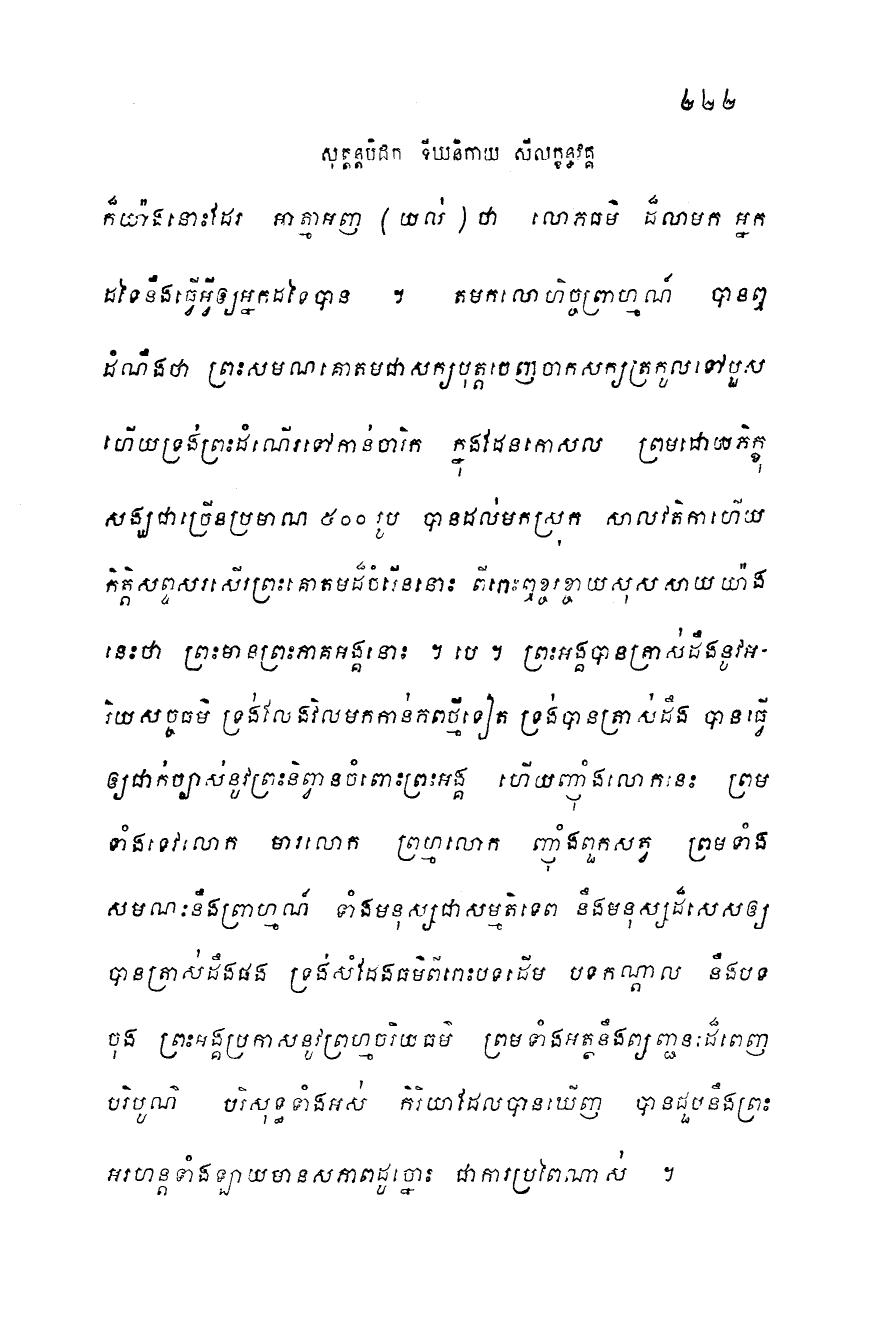 ២២២
សុត្តន្តបិដក ទីឃនិកាយ សីលក្ខន្ធវគ្គ
ក៏យ៉ាងនោះដែរ អាត្មាអញ ( យល់ ) ថា លោភធម៌ ដ៏លាមក អ្នក
ដទៃនឹងធ្វើអ្វីឲ្យអ្នកដទៃបាន ។ តមកលោហិច្ចព្រាហ្មណ៍ បានឮ
ដំណឹងថា ព្រះសមណគោតមជាសក្យបុត្តចេញចាកសក្យត្រកូលទៅបួស
ហើយទ្រង់ព្រះដំណើរទៅកាន់ចារិក ក្នុងដែនកោសល ព្រមដោយភិក្ខុ
សង្ឃជាច្រើនប្រមាណ ៥០០ រូប បានដល់មកស្រុក សាលវតិកាហើយ
កិត្តិសព្ទសរសើរព្រះគោតមដ៏ចំរើននោះ ពីរោះឮខ្ចរខ្ចាយសុសសាយយ៉ាង
នេះថា ព្រះមានព្រះភាគអង្គនោះ ។ បេ ។ ព្រះអង្គបានត្រាស់ដឹងនូវអ-
រិយសច្ចធម៌ ទ្រង់លែងវិលមកកាន់ភពថ្មីទៀត ទ្រង់បានត្រាស់ដឹង បានធ្វើ
ឲ្យជាក់ច្បាស់នូវព្រះនិព្វានចំពោះព្រះអង្គ ហើយញុំាងលោកនេះ ព្រម
ទាំងទេវលោក មារលោក ព្រហ្មលោក ញុំាងពួកសត្វ ព្រមទាំង
សមណះនឹងព្រាហ្មណ៍ ទាំងមនុស្សជាសម្មតិទេព នឹងមនុស្សដ៏សេសឲ្យ
បានត្រាស់ដឹងផង ទ្រង់សំដែងធម៌ពីរោះបទដើម បទកណ្តាល នឹងបទ
ចុង ព្រះអង្គប្រកាសនូវព្រហ្មចរិយធម៌ ព្រមទាំងអត្ថនឹងព្យញ្ជនៈដ៏ពេញ
បរិបូណ៌ បរិសុទ្ធទាំងអស់ កិរិយាដែលបានឃើញ បានជួបនឹងព្រះ
អរហន្តទាំងឡាយមានសភាពដូច្នោះ ជាការប្រពៃណាស់ ។